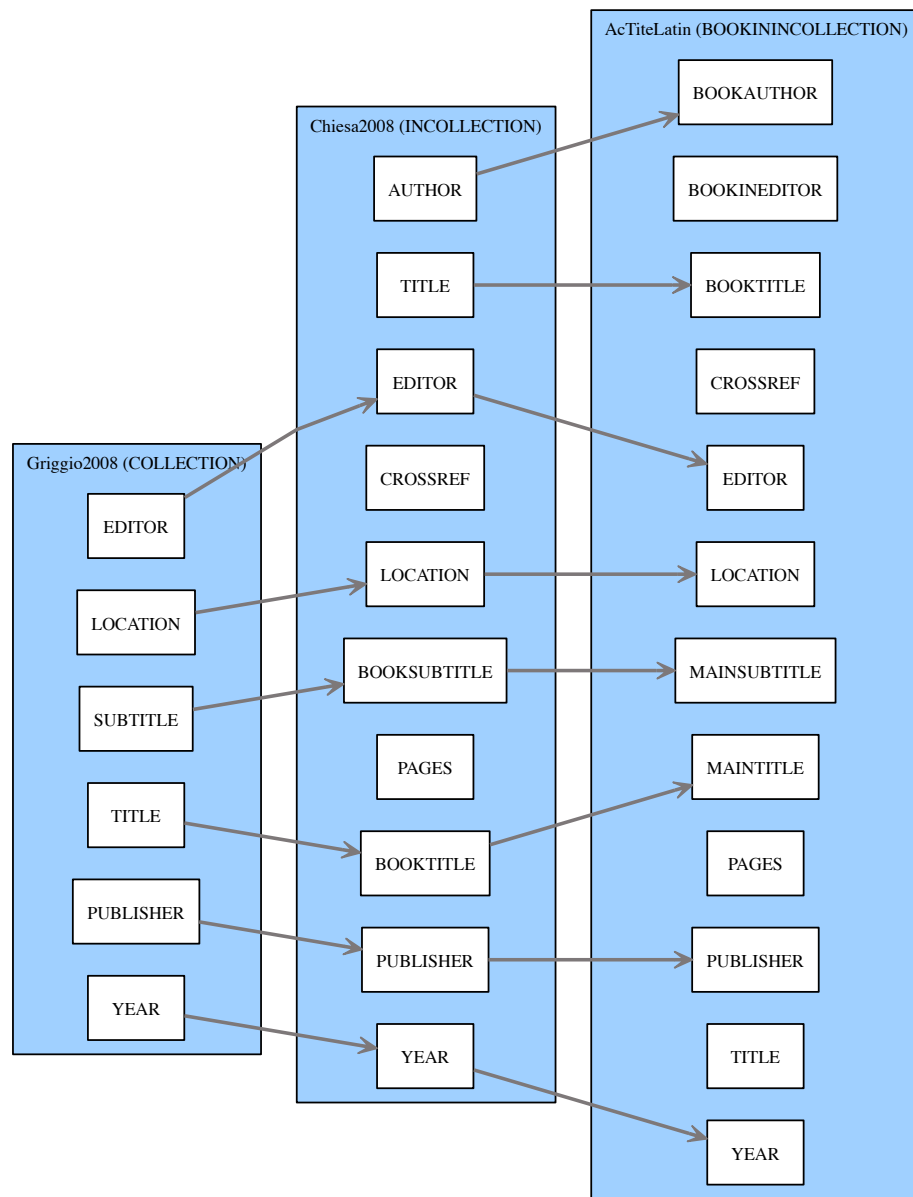 Griggio2008 (COLLECTION)
EDITOR
LOCATION
SUBTITLE
TITLE
PUBLISHER
YEAR
Chiesa2008 (INCOLLECTION)
AUTHOR
TITLE
EDITOR
CROSSREF
LOCATION
BOOKSUBTITLE
PAGES
BOOKTITLE
PUBLISHER
YEAR
AcTiteLatin (BOOKININCOLLECTION)
BOOKAUTHOR
BOOKINEDITOR
BOOKTITLE
CROSSREF
EDITOR
LOCATION
MAINSUBTITLE
MAINTITLE
PAGES
PUBLISHER
TITLE
YEAR